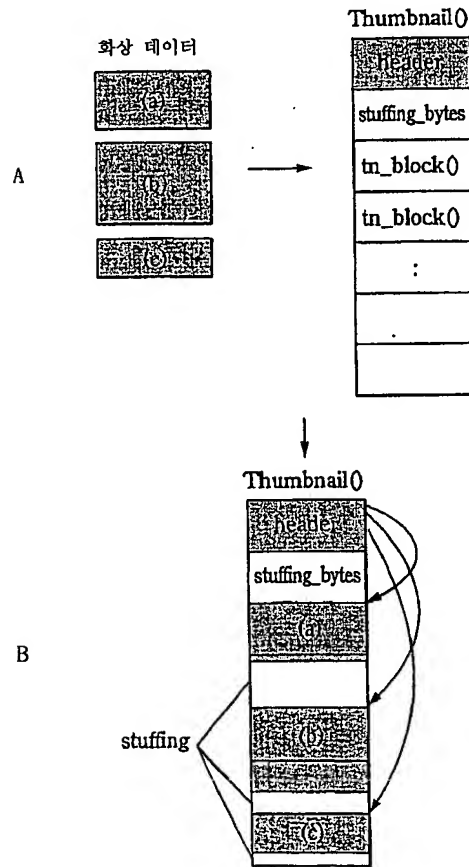 화상 데이터
(a)
A
(b)
(c)
Thumbnail()
header
stuffing_bytes
tn_block()
tn_block()
:
Thumbnail()
header
stuffing_bytes
(a)
B
stuffing
(b)
(c)